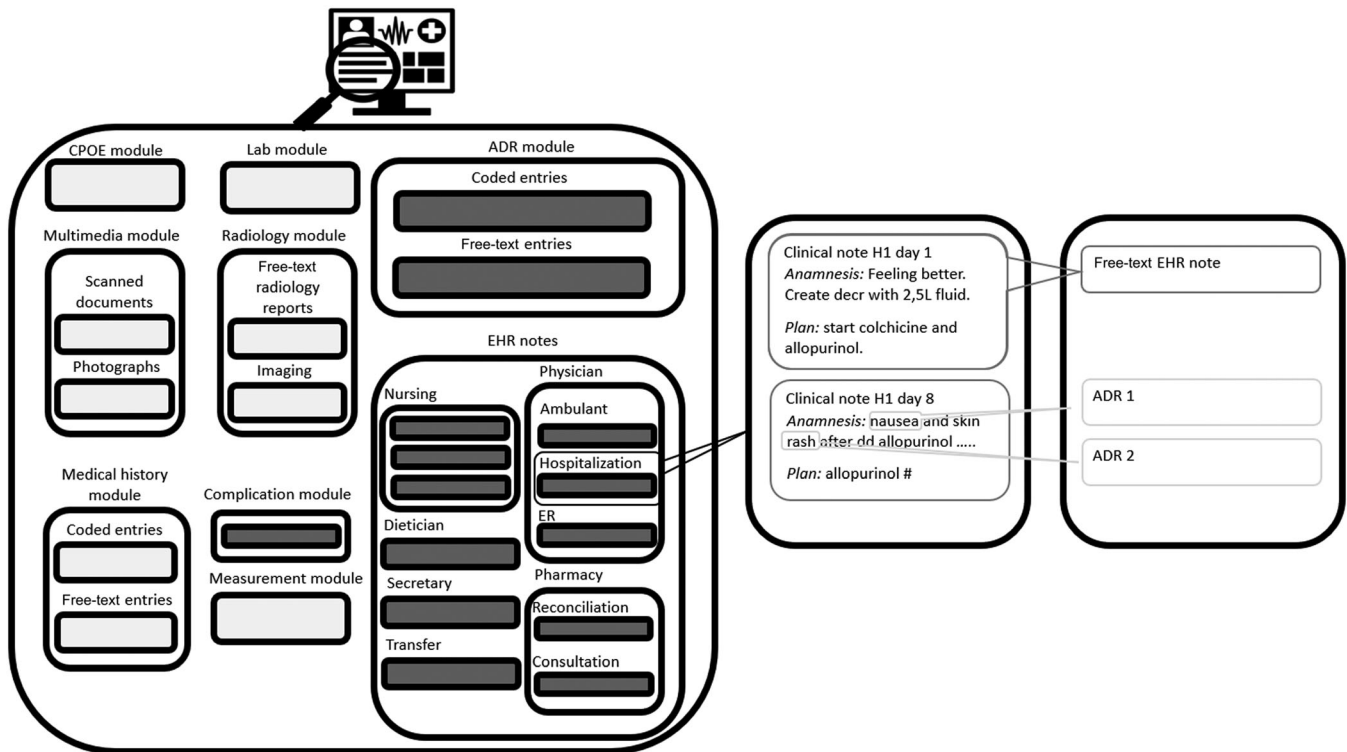 CPOE module
Lab module
ADR module
Coded entries
Free-text entries
Multimedia module
Scanned
documents
Photographs
Radiology module
Free-text
radiology
reports
Imaging
EHR notes
Nursing
Dietician
Secretary
Transfer
Physician
Ambulant
Hospitalization
ER
Pharmacy
Reconciliation
Consultation
Medical history
module
Coded entries
Free-text entries
Complication module
Measurement module
Clinical note H1 day 1
Anamnesis: Feeling better.
Create decr with 2,5L fluid.
Plan: start colchicine and
allopurinol.
Clinical note H1 day 8
Anamnesis: nausea and skin
rash after dd allopurinol .....
Plan: allopurinol #
Free-text EHR note
ADR 1
ADR 2